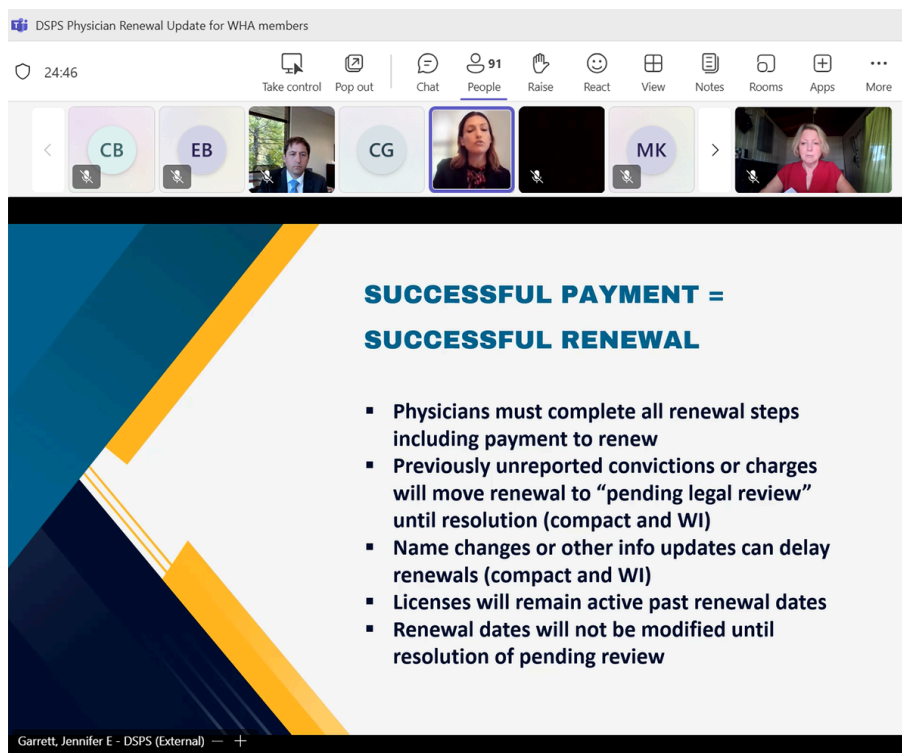 DSPS Physician Renewal Update for WHA members
24:46
Take control
Pop out
Chat
91
People
Raise
React
View
Notes
Rooms
Apps
More
CB
EB
CG
MK
SUCCESSFUL PAYMENT =
SUCCESSFUL RENEWAL
▪ Physicians must complete all renewal steps
including payment to renew
▪ Previously unreported convictions or charges
will move renewal to “pending legal review”
until resolution (compact and WI)
▪ Name changes or other info updates can delay
renewals (compact and WI)
▪ Licenses will remain active past renewal dates
▪ Renewal dates will not be modified until
resolution of pending review
Garrett, Jennifer E - DSPS (External)